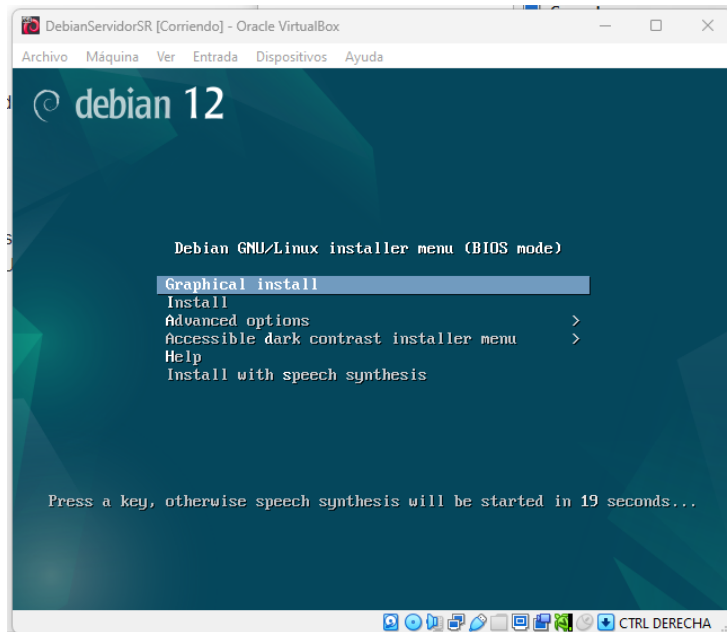 DebianServidorSR [Corriendo] - Oracle VirtualBox
Archivo Máquina Ver Entrada Dispositivos Ayuda
debian 12
Debian GNU/Linux installer menu (BIOS mode)
Graphical install
Install
Advanced options >
Accessible dark contrast installer menu >
Help
Install with speech synthesis
Press a key, otherwise speech synthesis will be started in 19 seconds...
CTRL DERECHA